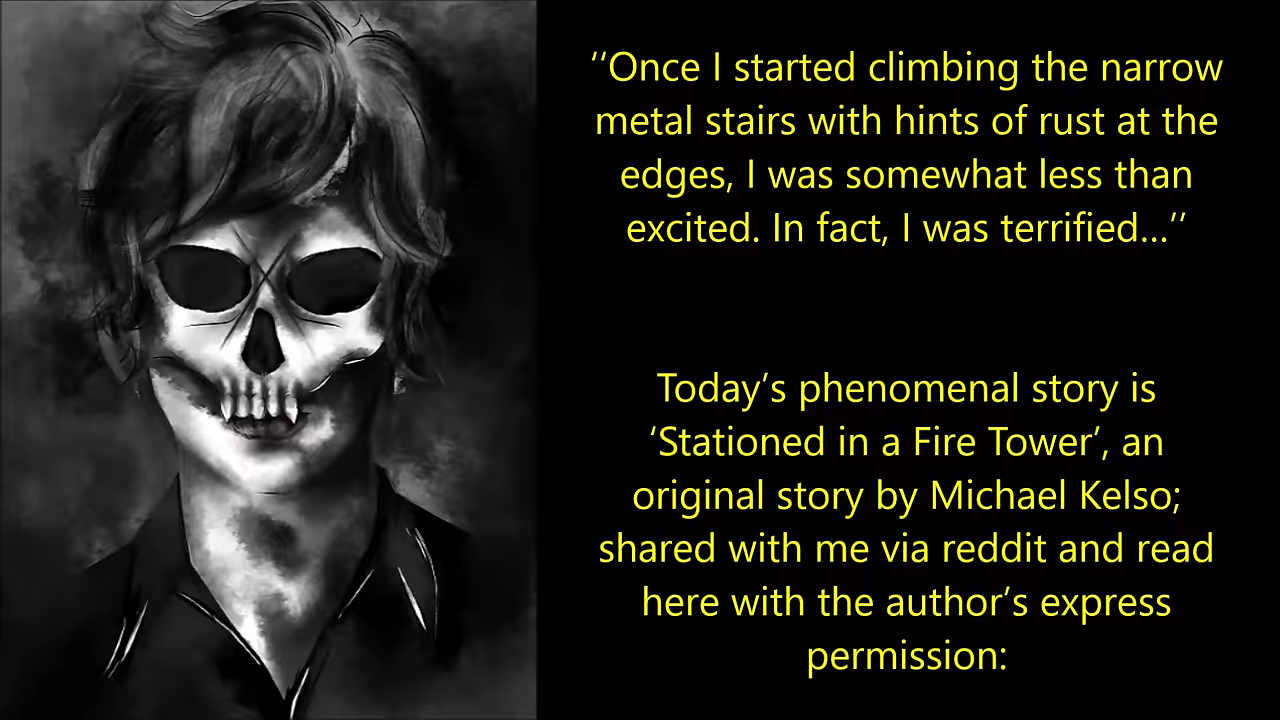 ‘‘Once I started climbing the narrow
metal stairs with hints of rust at the
edges, I was somewhat less than
excited. In fact, I was terrified...’’
Today’s phenomenal story is
‘Stationed in a Fire Tower’, an
original story by Michael Kelso;
shared with me via reddit and read
here with the author’s express
permission: